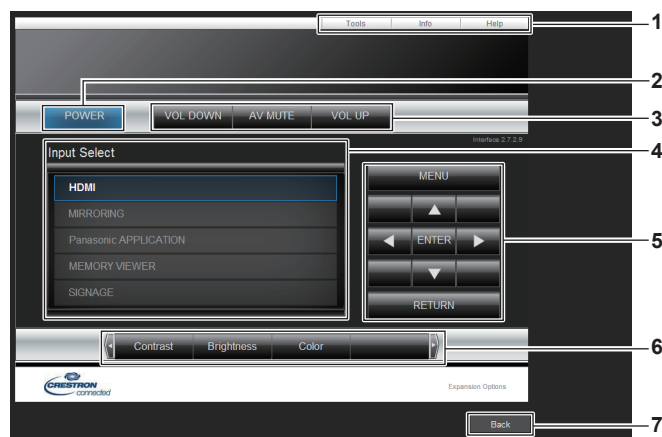 Tools Info Help 1
2
POWER VOL DOWN AV MUTE VOL UP 3
Interface 2.7.2.9
Input Select 4
HDMI
MIRRORING
Panasonic APPLICATION
MEMORY VIEWER
SIGNAGE
MENU
ENTER 5
RETURN
Contrast Brightness Color 6
CRESTRON
connected
Expansion Options
Back 7